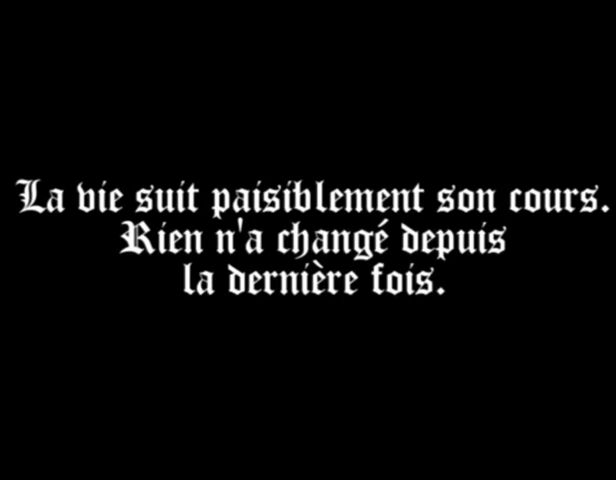 La vie suit paisiblement son cours.
Rien n'a changé depuis
la dernière fois.